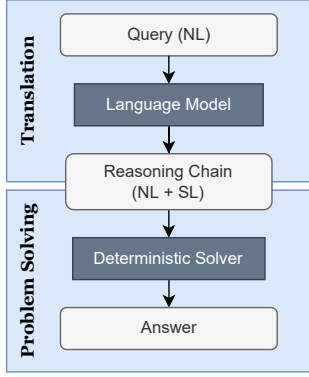 Translation
Query (NL)
Language Model
Reasoning Chain
(NL + SL)
Problem Solving
Deterministic Solver
Answer